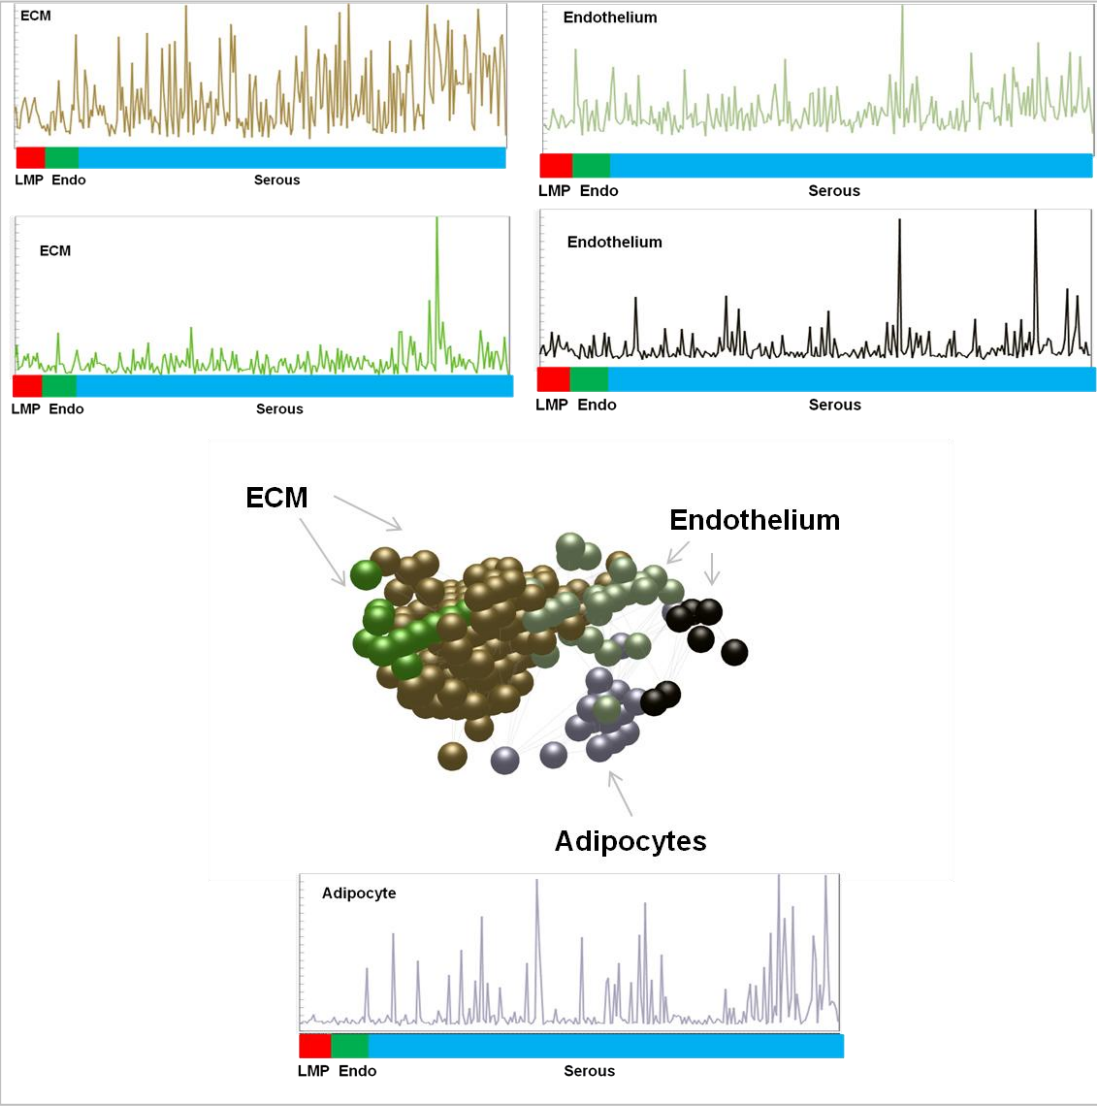 ECM
LMP Endo Serous
Endothelium
LMP Endo Serous
ECM
LMP Endo Serous
Endothelium
LMP Endo Serous
ECM
Endothelium
Adipocytes
Adipocyte
LMP Endo Serous